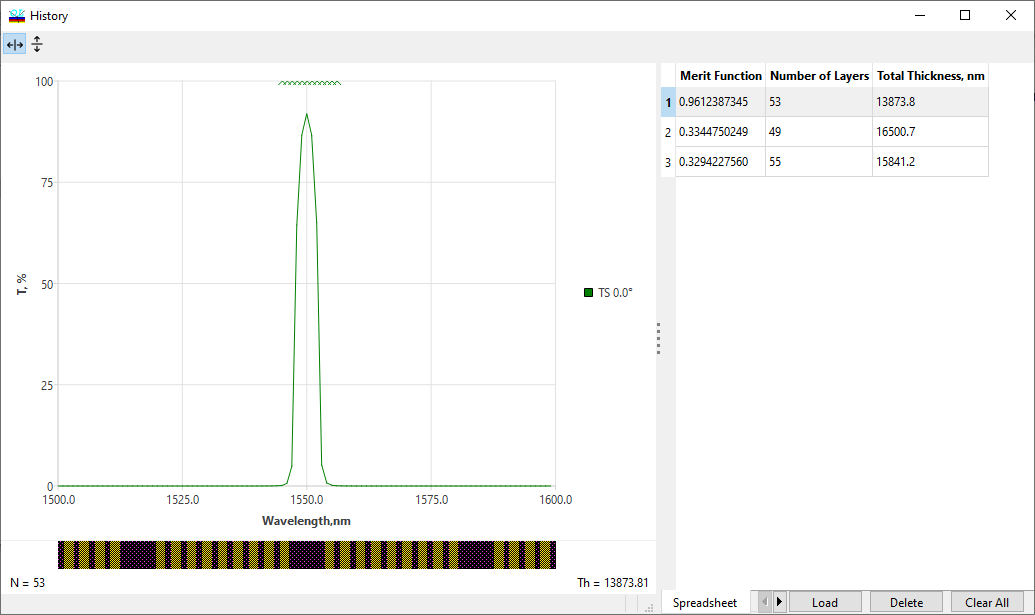 History
100
75
50
25
0
T, %
1500.0 1525.0 1550.0 1575.0 1600.0
Wavelength,nm
TS 0.0°
N = 53 Th = 13873.81
Merit Function Number of Layers Total Thickness, nm
1 0.9612387345 53 13873.8
2 0.3344750249 49 16500.7
3 0.3294227560 55 15841.2
Spreadsheet Load Delete Clear All